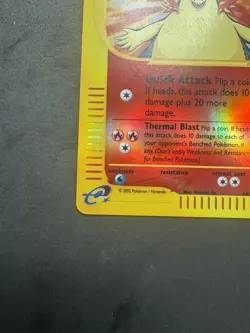 Quick Attack Flip a coin
heads, this attack does 10
damage plus 20 more
damage.
Thermal Blast Flip a coin. If heads
this attack does 10 damage to each of
your opponent's Benched Pokémon, if
any. (Don't apply Weakness and Resistance
for Benched Pokémon.)
weakness resistance retreat cost
e
© 2002 Pokémon / Nintendo